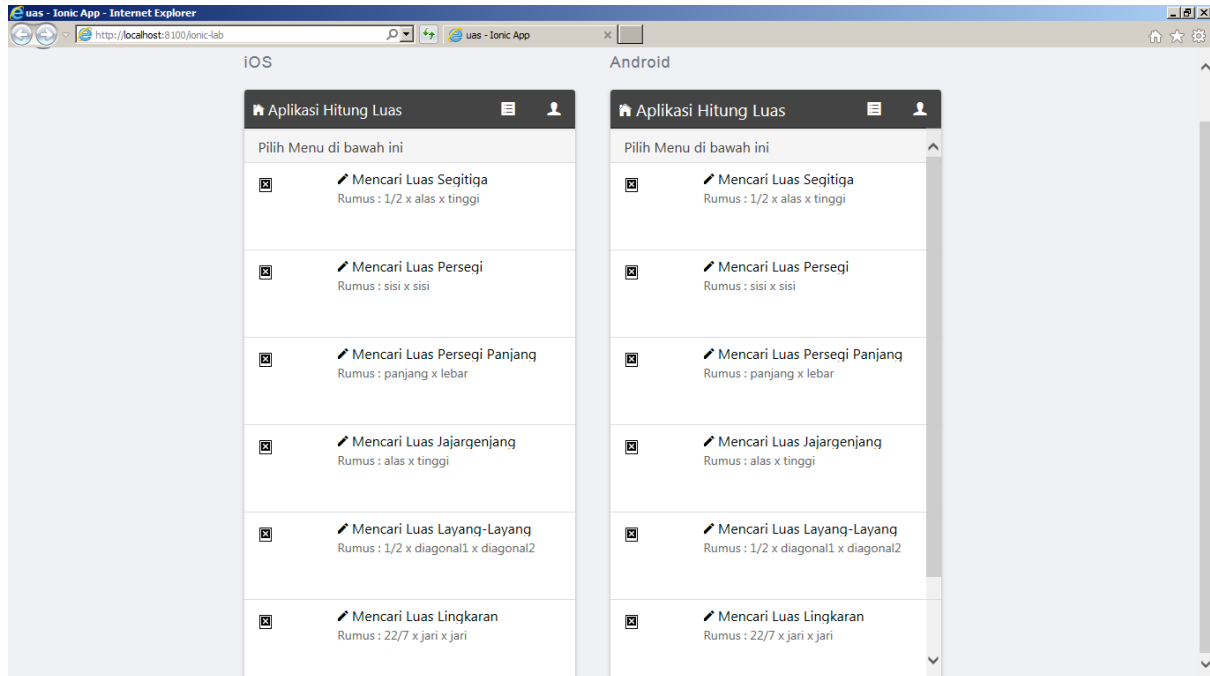 uas - Ionic App - Internet Explorer
http://localhost:8100/ionic-lab
uas - Ionic App
iOS
Aplikasi Hitung Luas
Pilih Menu di bawah ini
Mencari Luas Segitiga
Rumus : 1/2 x alas x tinggi
Mencari Luas Persegi
Rumus : sisi x sisi
Mencari Luas Persegi Panjang
Rumus : panjang x lebar
Mencari Luas Jajargenjang
Rumus : alas x tinggi
Mencari Luas Layang-Layang
Rumus : 1/2 x diagonal1 x diagonal2
Mencari Luas Lingkaran
Rumus : 22/7 x jari x jari
Android
Aplikasi Hitung Luas
Pilih Menu di bawah ini
Mencari Luas Segitiga
Rumus : 1/2 x alas x tinggi
Mencari Luas Persegi
Rumus : sisi x sisi
Mencari Luas Persegi Panjang
Rumus : panjang x lebar
Mencari Luas Jajargenjang
Rumus : alas x tinggi
Mencari Luas Layang-Layang
Rumus : 1/2 x diagonal1 x diagonal2
Mencari Luas Lingkaran
Rumus : 22/7 x jari x jari